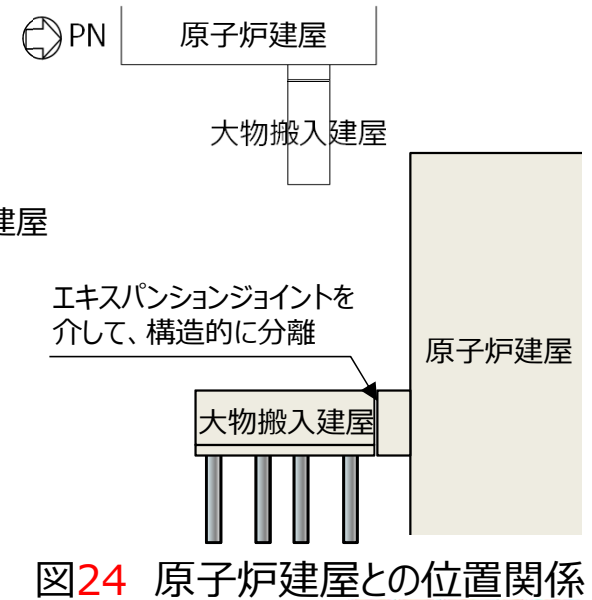 PN
原子炉建屋
大物搬入建屋
建屋
エキスパンションジョイントを
介して、構造的に分離
原子炉建屋
大物搬入建屋
図24 原子炉建屋との位置関係